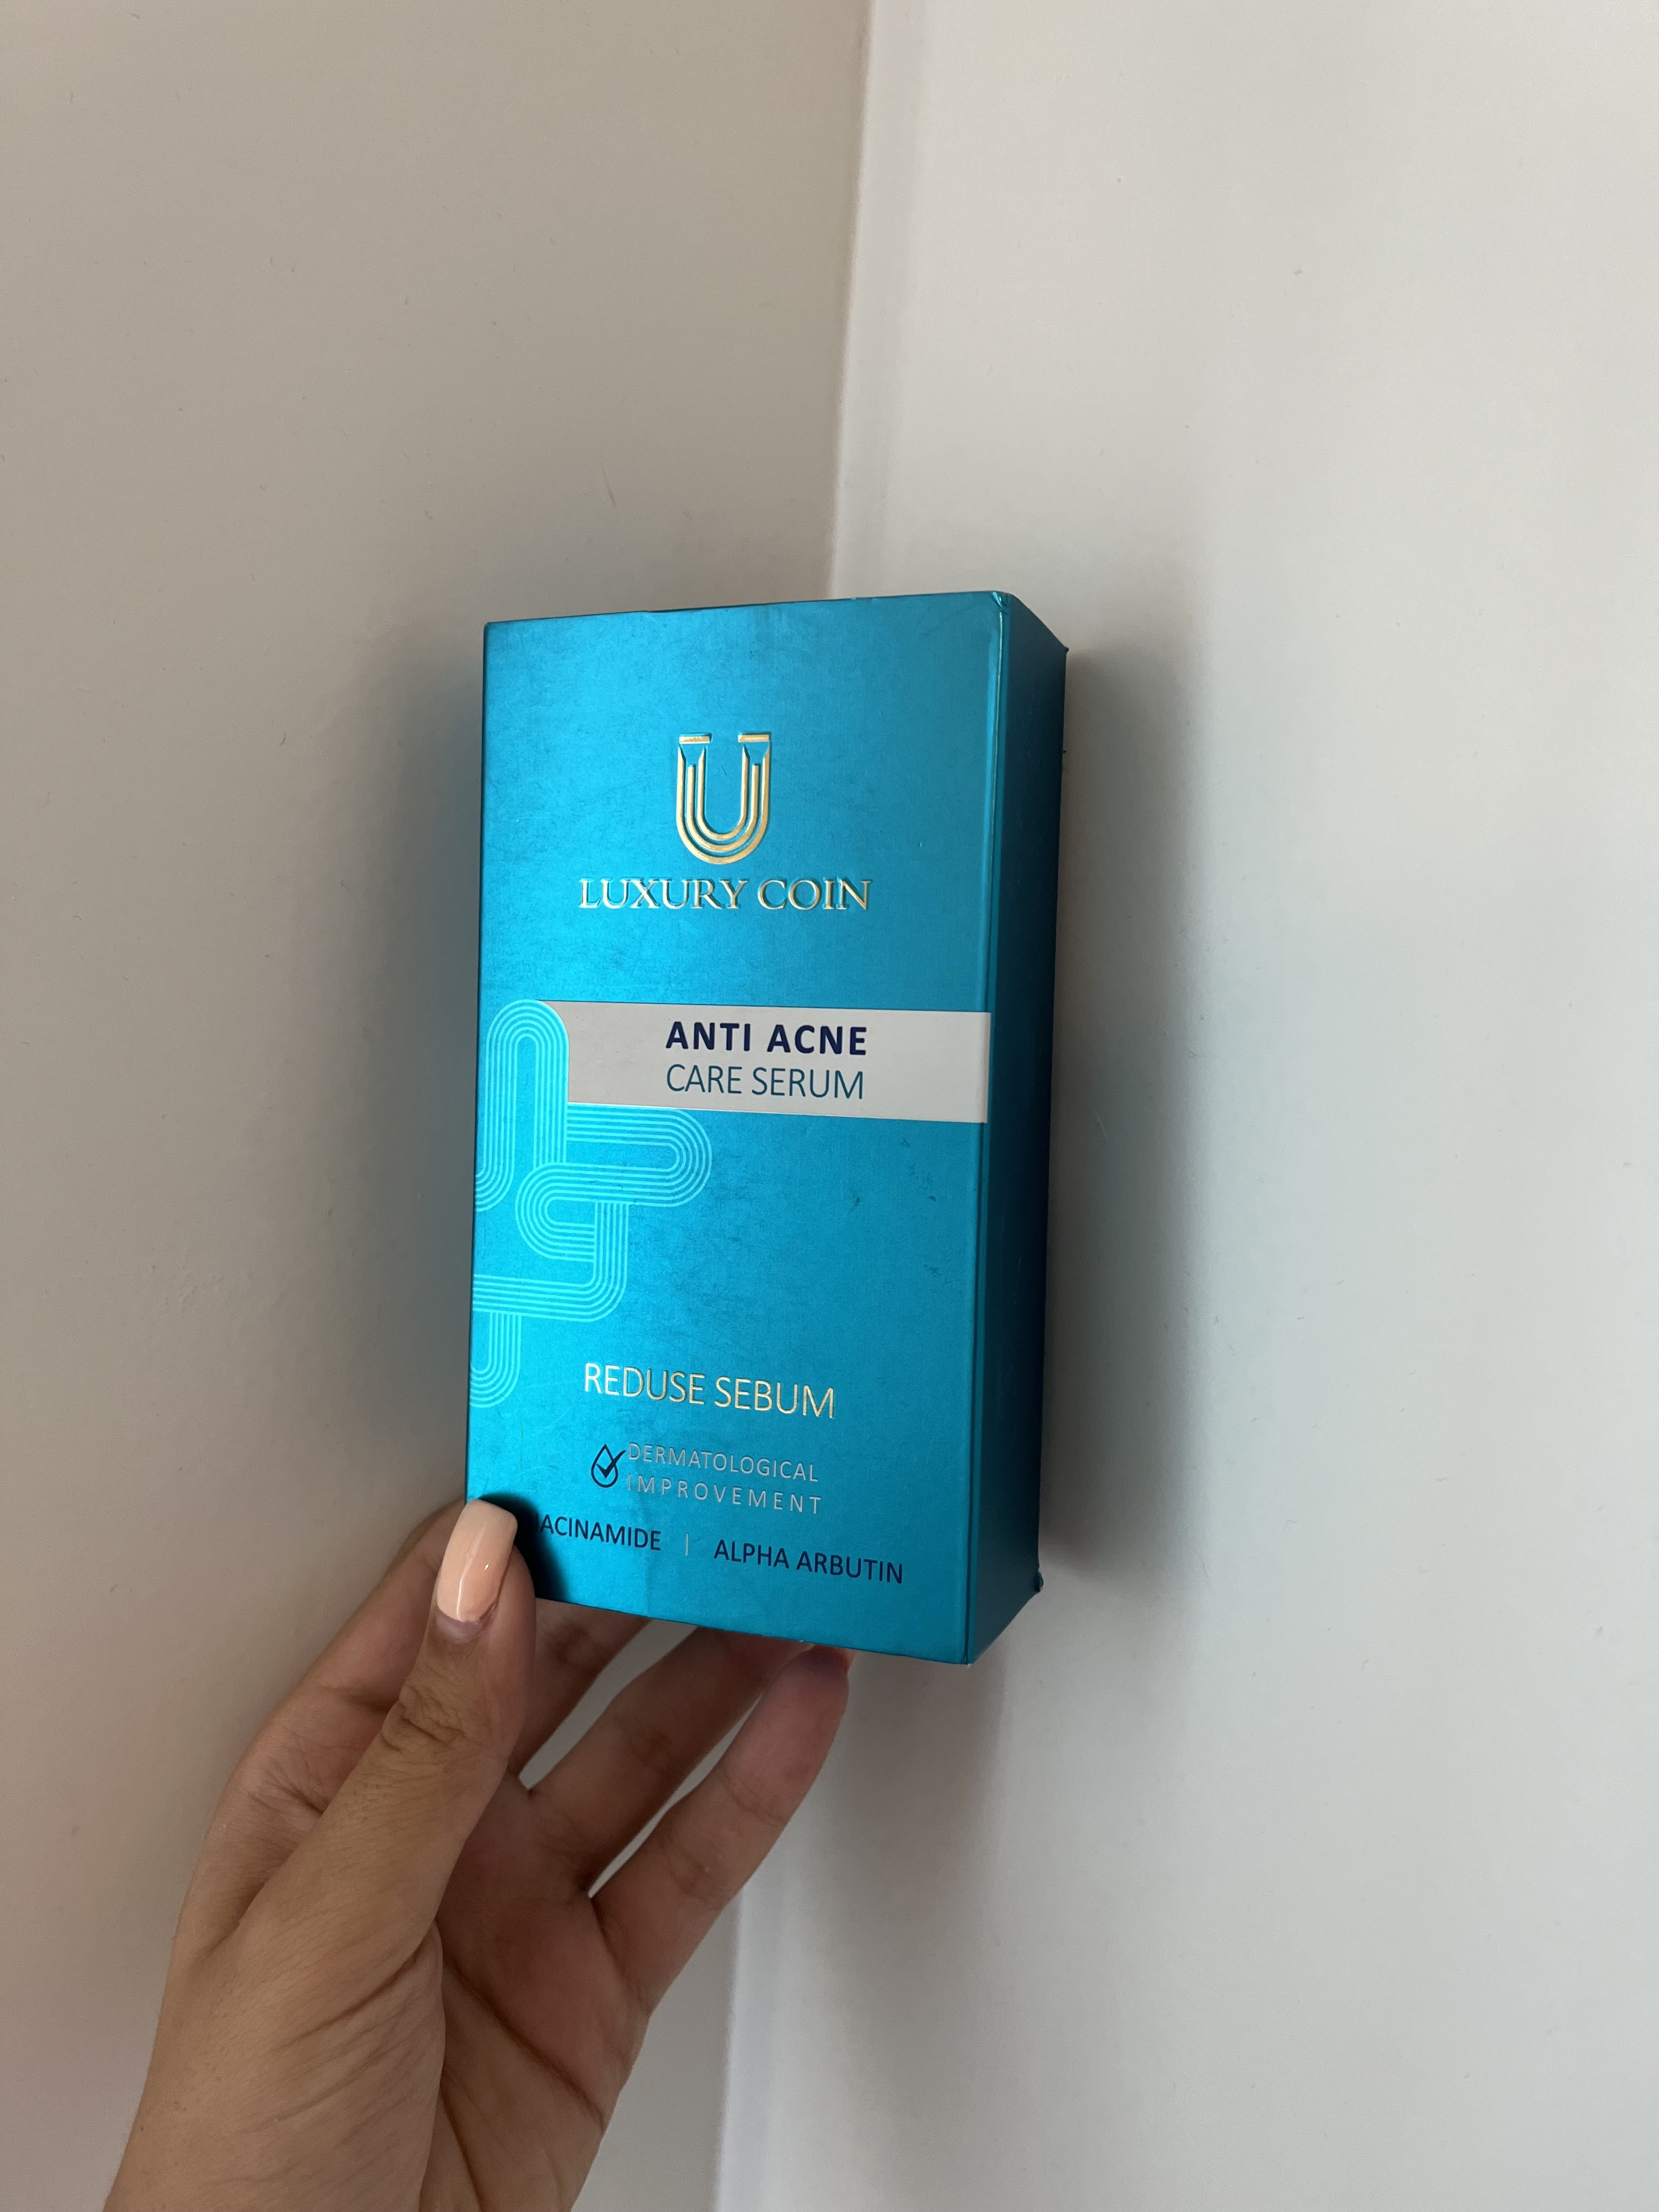 LUXURY COIN
ANTI ACNE
CARE SERUM
REDUSE SEBUM
DERMATOLOGICAL
IMPROVEMENT
ACINAMIDE | ALPHA ARBUTIN